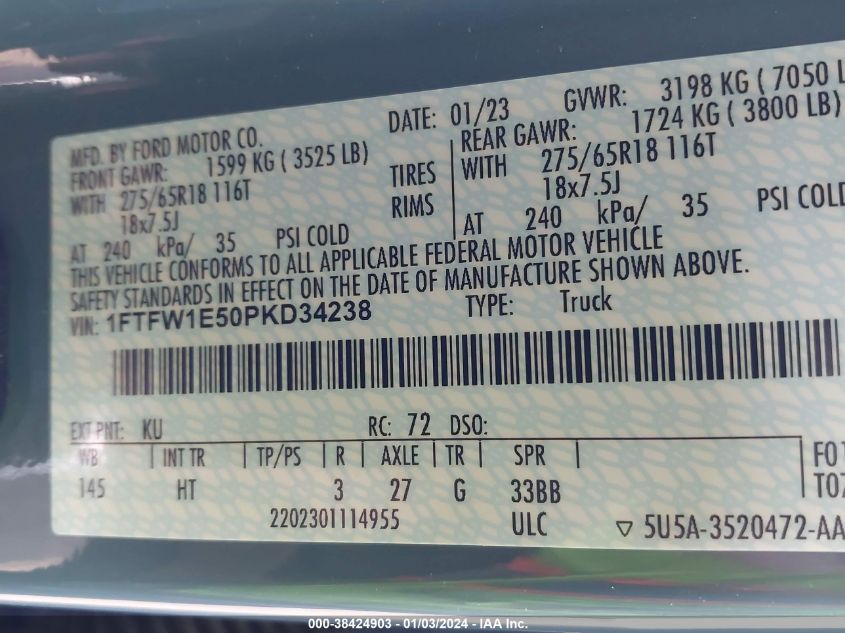 MFD. BY FORD MOTOR CO. DATE: 01/23 GVWR: 3198 KG ( 7050 L
FRONT GAWR: 1599 KG ( 3525 LB) REAR GAWR: 1724 KG ( 3800 LB)
WITH 275/65R18 116T TIRES WITH 275/65R18 116T
18x7.5J RIMS 18x7.5J
AT 240 kPa/ 35 PSI COLD AT 240 kPa/ 35 PSI COLD
THIS VEHICLE CONFORMS TO ALL APPLICABLE FEDERAL MOTOR VEHICLE
SAFETY STANDARDS IN EFFECT ON THE DATE OF MANUFACTURE SHOWN ABOVE.
VIN: 1FTFW1E50PKD34238 TYPE: Truck
EXT PNT: KU RC: 72 DSO:
WB INT TR TP/PS R AXLE TR SPR
145 HT 3 27 G 33BB
FO
TO
2202301114955 ULC ▽ 5U5A-3520472-AA
000-38424903 - 01/03/2024 - IAA Inc.